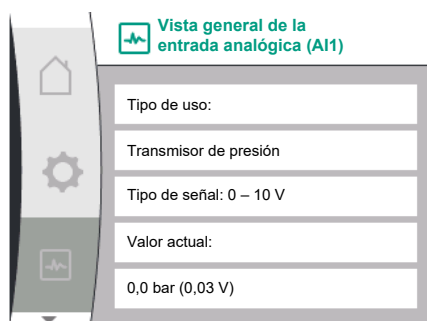 Vista general de la
entrada analógica (AI1)
Tipo de uso:
Transmisor de presión
Tipo de señal: 0 – 10 V
Valor actual:
0,0 bar (0,03 V)